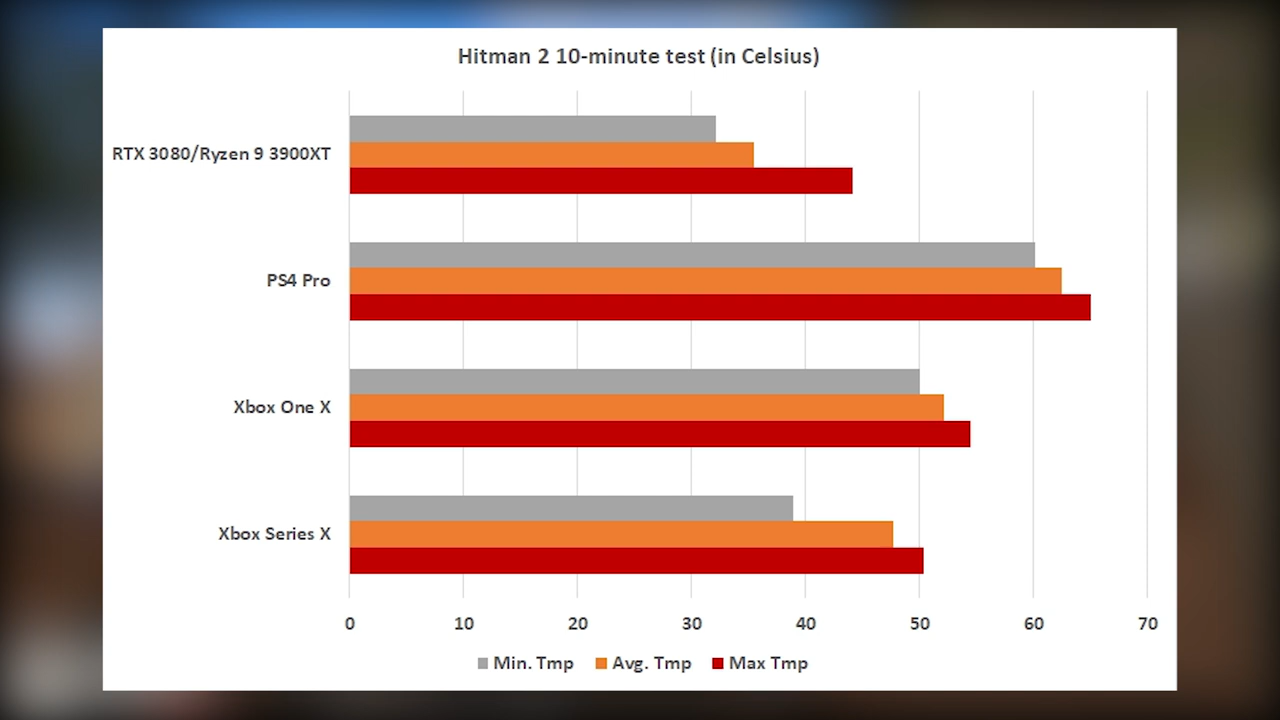 Hitman 2 10-minute test (in Celsius)
RTX 3080/Ryzen 9 3900XT
PS4 Pro
Xbox One X
Xbox Series X
0 10 20 30 40 50 60 70
Min. Tmp Avg. Tmp Max Tmp